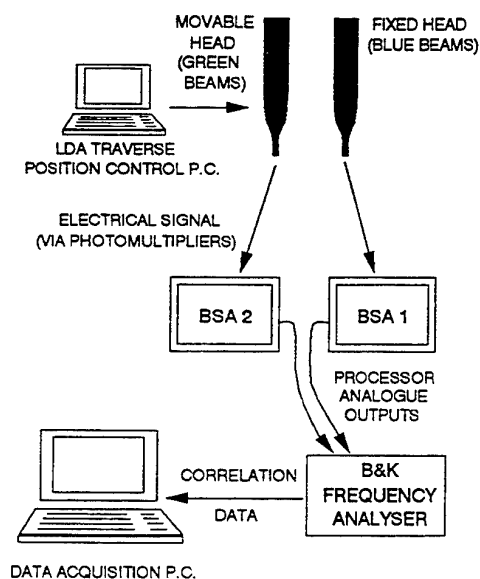 MOVABLE
HEAD
(GREEN
BEAMS)
FIXED HEAD
(BLUE BEAMS)
LDA TRAVERSE
POSITION CONTROL P.C.
ELECTRICAL SIGNAL
(VIA PHOTOMULTIPLIERS)
BSA 2
BSA 1
PROCESSOR
ANALOGUE
OUTPUTS
B&K
FREQUENCY
ANALYSER
CORRELATION
DATA
DATA ACQUISITION P.C.